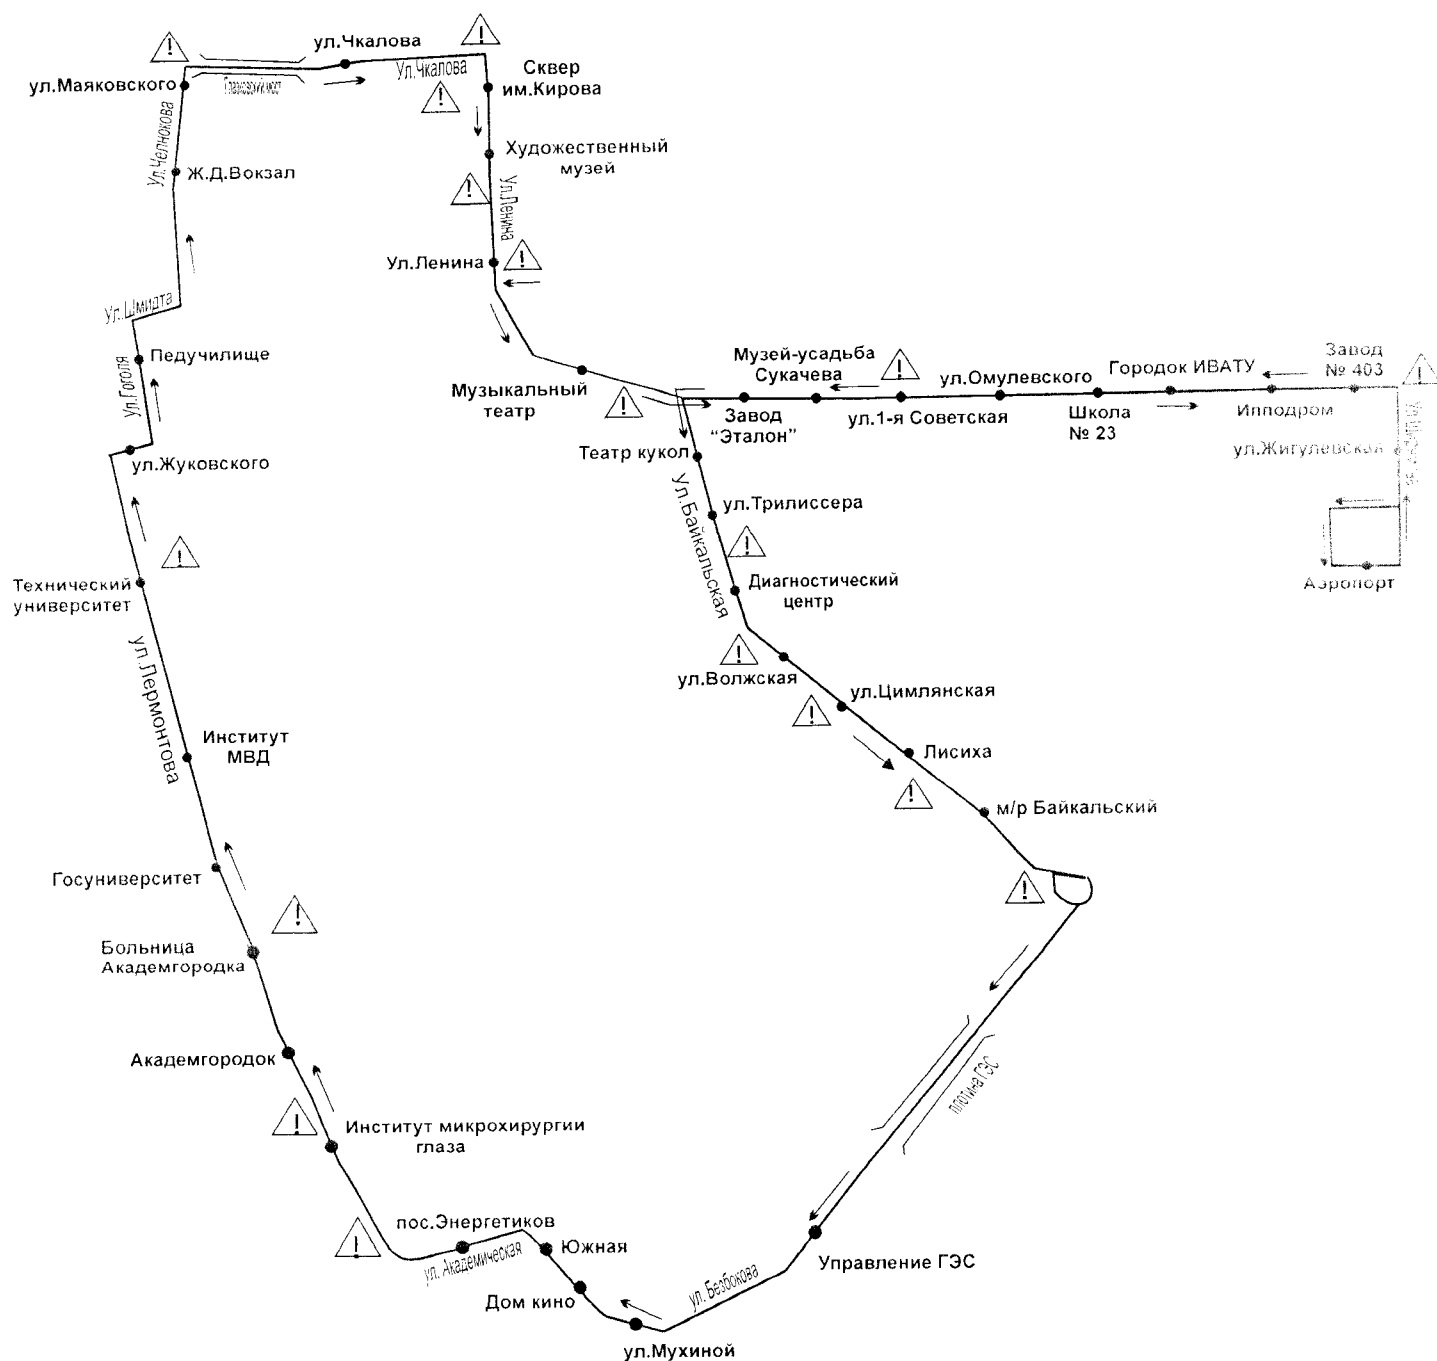 ул.Чкалова
ул.Маяковского
Глазковский мост
Ул.Чкалова
Сквер
им.Кирова
Ул.Челнокова
Ж.Д.Вокзал
Художественный
музей
Ул.Ленина
Ул.Ленина
Ул.Шмидта
Педучилище
Ул.Гоголя
ул.Жуковского
Музыкальный
театр
Музей-усадьба
Сукачева
Завод
"Эталон"
ул.1-я Советская
ул.Омулевского
Школа
№ 23
Городок ИВАТУ
Ипподром
Завод
№ 403
ул.Жигулевская
Аэропорт
Театр кукол
Ул.Байкальская
ул.Трилиссера
Диагностический
центр
ул.Волжская
ул.Цимлянская
Лисиха
м/р Байкальский
Технический
университет
ул.Лермонтова
Институт
МВД
Госуниверситет
Больница
Академгородка
Академгородок
Институт микрохирургии
глаза
плотина ГЭС
пос.Энергетиков
ул. Академическая
Южная
Дом кино
ул. Безбокова
Управление ГЭС
ул.Мухиной